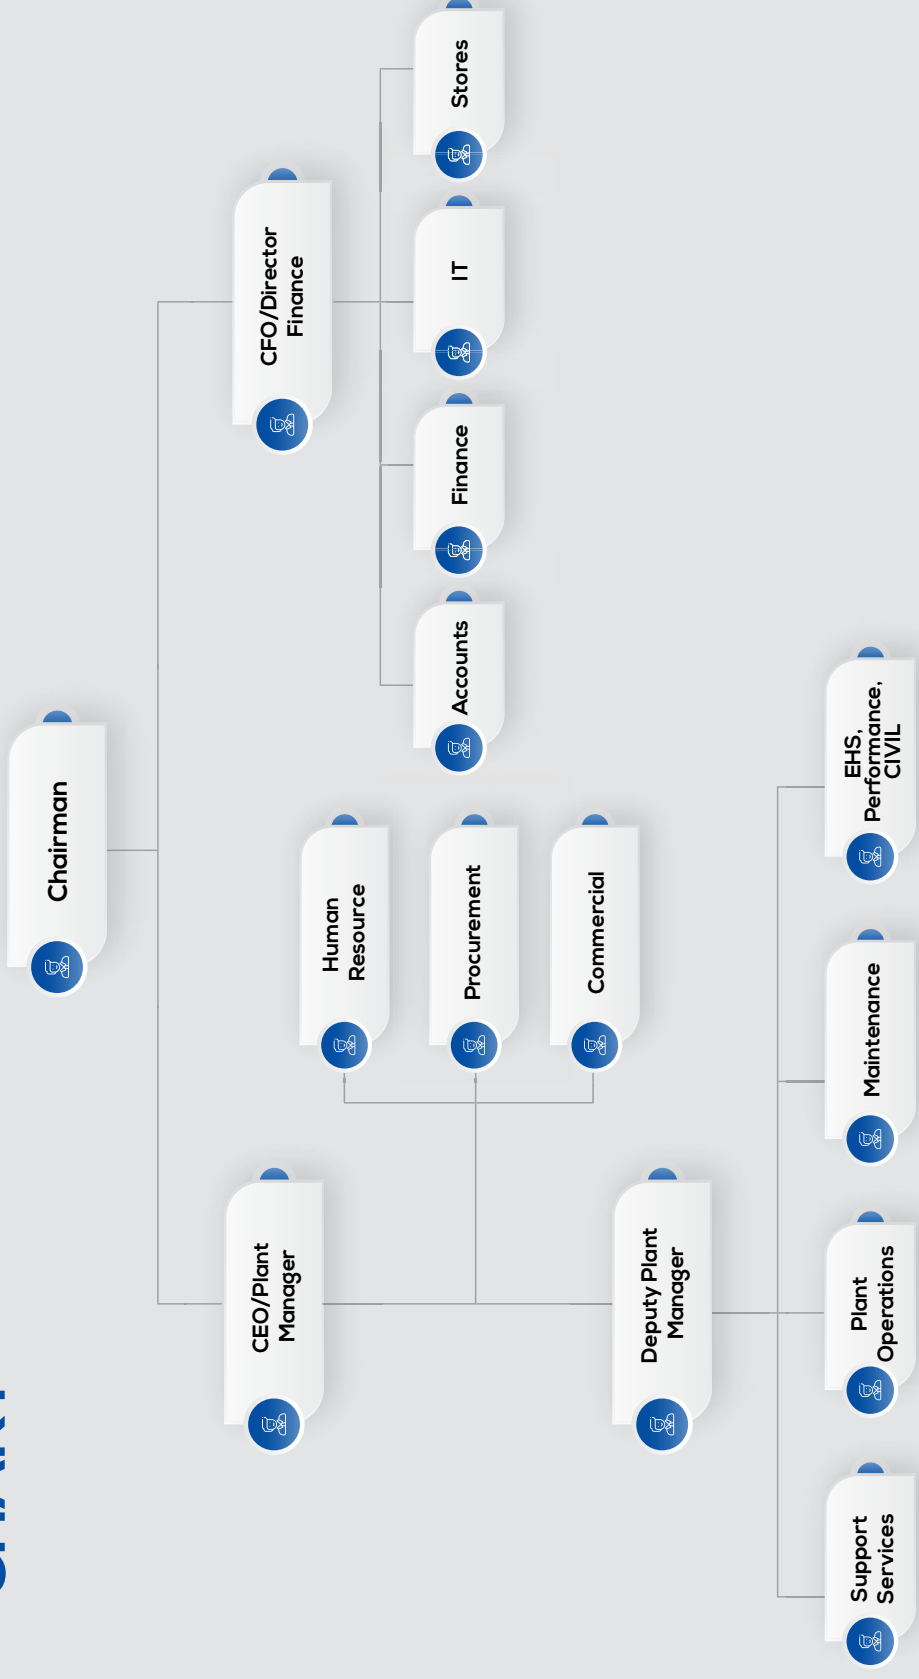 CHART
Chairman
CEO/Plant
Manager
CFO/Director
Finance
Human
Resource
Procurement
Commercial
Accounts
Finance
IT
Stores
Deputy Plant
Manager
Support
Services
Plant
Operations
Maintenance
EHS,
Performance,
CIVIL